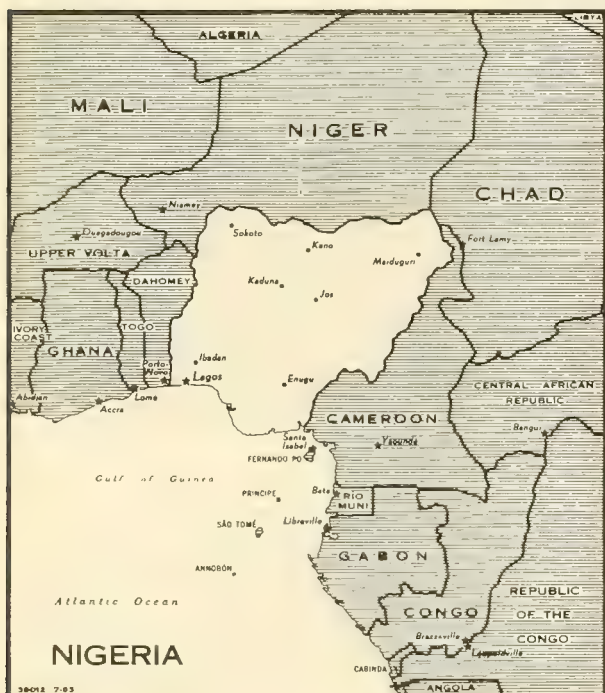 LIBYA
ALGERIA
MALI
NIGER
CHAD
Niamey
Sokoto
Kano
Fort Lamy
Ouagadougou
Maiduguri
UPPER VOLTA
DAHOMEY
Kaduna
Jos
IVORY
COAST
TOGO
GHANA
Ibadan
Porto-
Novo
Lagos
Enugu
CENTRAL AFRICAN
REPUBLIC
Abidjan
Lome
Accra
CAMEROON
Bangui
Santa
Isabel
Yaounde
FERNANDO PO
Gulf of Guinea
Bata
RIO
MUNI
PRINCIPE
SÃO TOMÉ
Libreville
GABON
ANNOBÓN
REPUBLIC
OF THE
CONGO
Atlantic Ocean
CONGO
Brazzaville
Leopoldville
NIGERIA
CABINDA
ANGOLA